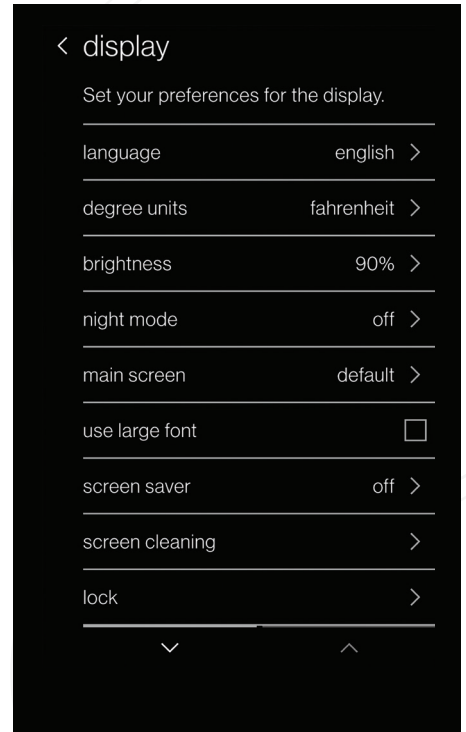 display
Set your preferences for the display.
language english
degree units fahrenheit
brightness 90%
night mode off
main screen default
use large font
screen saver off
screen cleaning
lock